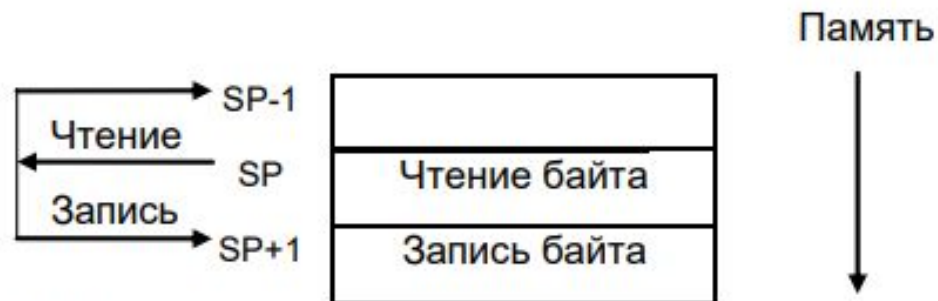 Память
SP-1
Чтение
SP
Чтение байта
Запись
SP+1
Запись байта